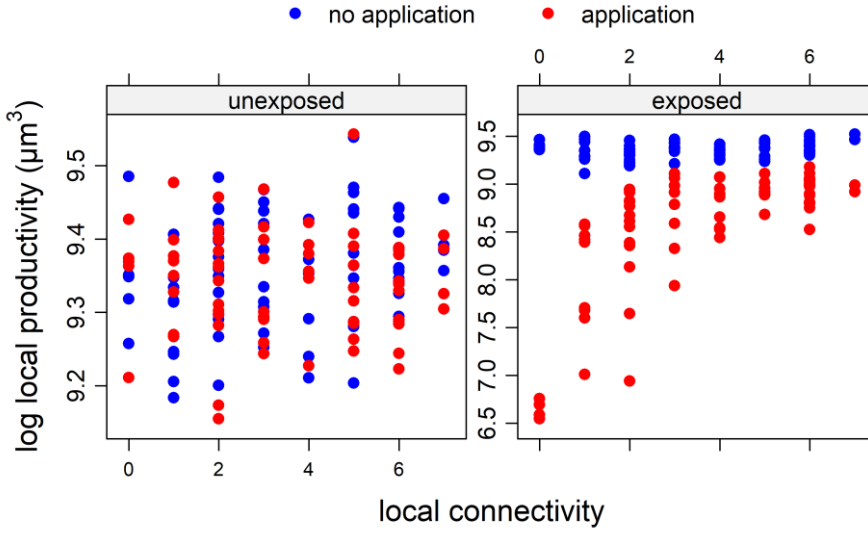 no application application
0 2 4 6
unexposed exposed
log local productivity (µm³)
9.5
9.4
9.3
9.2
9.5
9.0
8.5
8.0
7.5
7.0
6.5
0 2 4 6
local connectivity